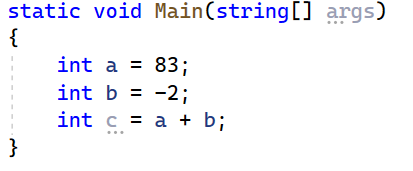 static void Main(string[] args)
{
    int a = 83;
    int b = -2;
    int c = a + b;
}